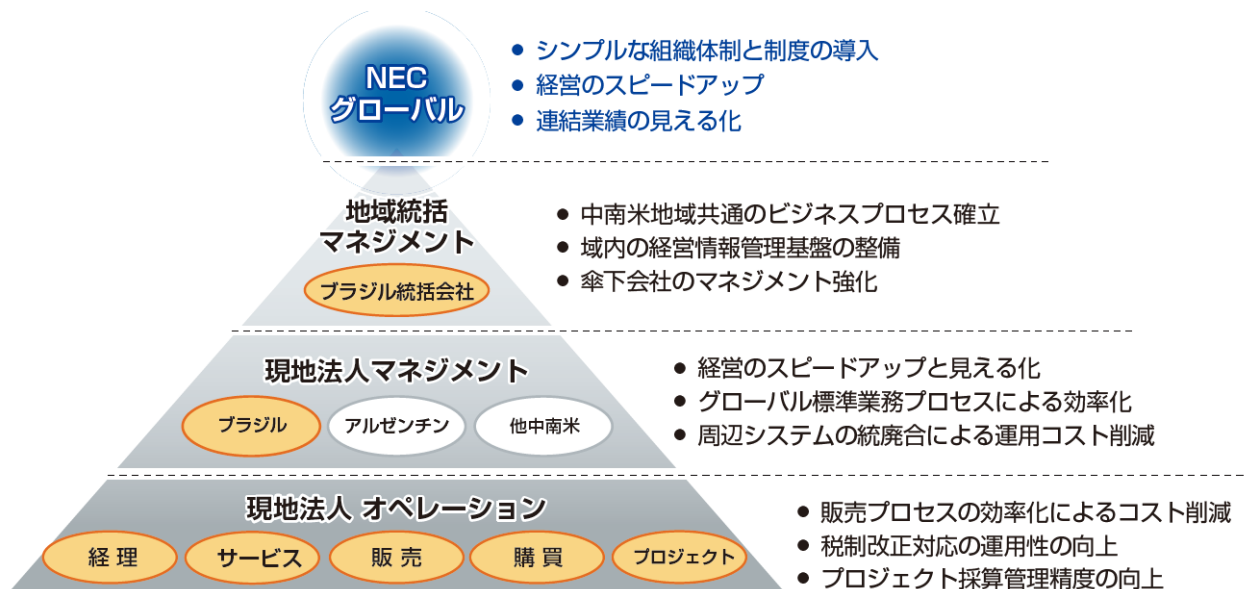 NEC
グローバル
● シンプルな組織体制と制度の導入
● 経営のスピードアップ
● 連結業績の見える化
地域統括
マネジメント
ブラジル統括会社
● 中南米地域共通のビジネスプロセス確立
● 域内の経営情報管理基盤の整備
● 傘下会社のマネジメント強化
現地法人マネジメント
ブラジル
アルゼンチン
他中南米
● 経営のスピードアップと見える化
● グローバル標準業務プロセスによる効率化
● 周辺システムの統廃合による運用コスト削減
現地法人 オペレーション
経 理
サービス
販 売
購 買
プロジェクト
● 販売プロセスの効率化によるコスト削減
● 税制改正対応の運用性の向上
● プロジェクト採算管理精度の向上